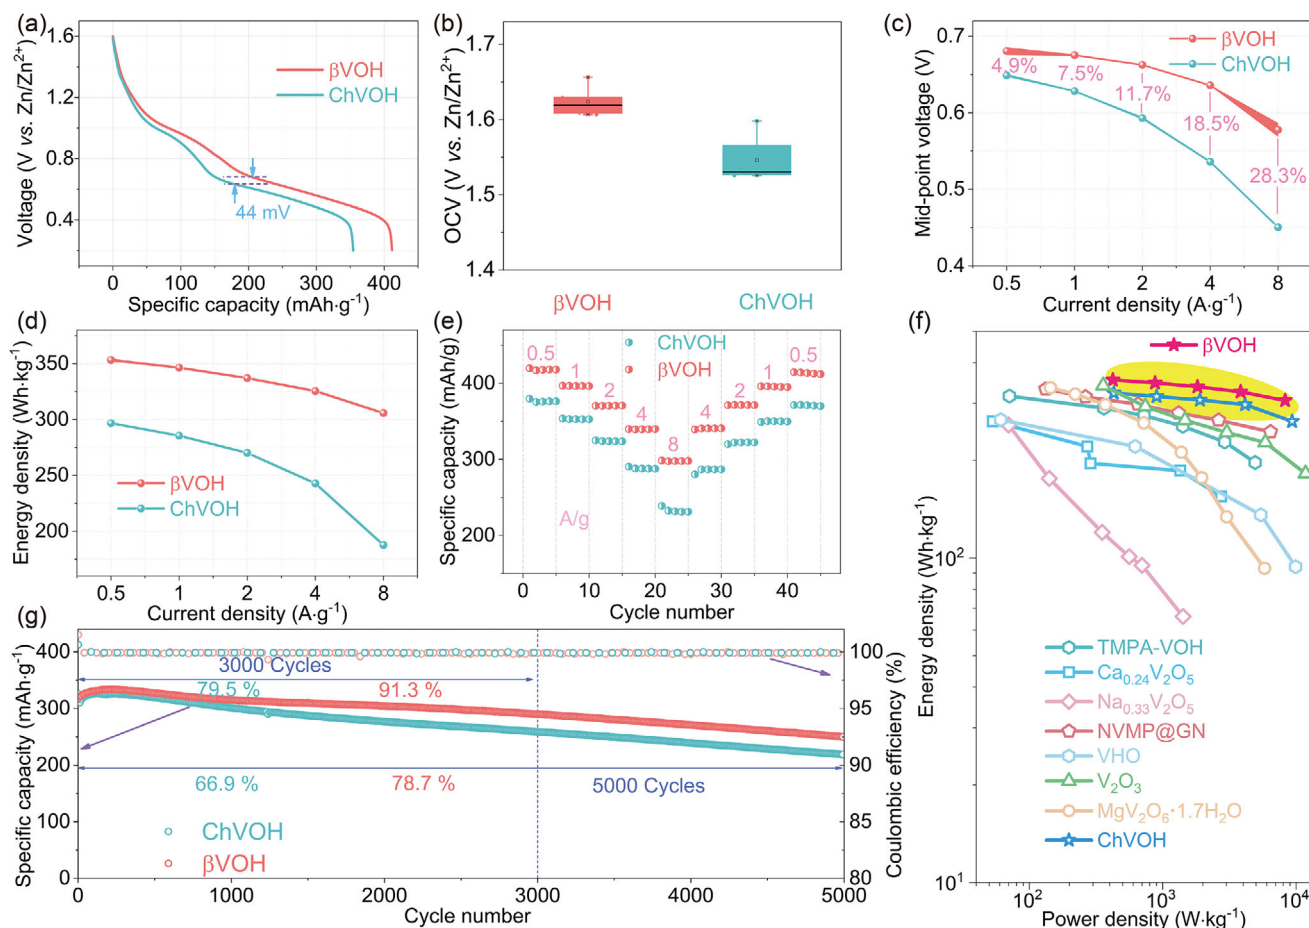 (a)
1.6
1.2
0.8
0.4
Voltage (V vs. Zn/Zn²⁺)
βVOH
ChVOH
44 mV
0
100
200
300
400
Specific capacity (mAh·g⁻¹)
(b)
1.7
1.6
1.5
1.4
OCV (V vs. Zn/Zn²⁺)
βVOH
ChVOH
(c)
0.7
0.6
0.5
0.4
Mid-point voltage (V)
βVOH
ChVOH
4.9%
7.5%
11.7%
18.5%
28.3%
0.5
1
2
4
8
Current density (A·g⁻¹)
(d)
350
300
250
200
Energy density (Wh·kg⁻¹)
βVOH
ChVOH
0.5
1
2
4
8
Current density (A·g⁻¹)
(e)
400
300
200
Specific capacity (mAh/g)
ChVOH
βVOH
0.5
1
2
4
8
4
2
1
0.5
A/g
0
10
20
30
40
Cycle number
(f)
βVOH
10²
10¹
Energy density (Wh·kg⁻¹)
TMPA-VOH
Ca₀.₂₄V₂O₅
Na₀.₃₃V₂O₅
NVMP@GN
VHO
V₂O₃
MgV₂O₆·1.7H₂O
ChVOH
10²
10³
10⁴
Power density (W·kg⁻¹)
(g)
400
300
200
100
0
Specific capacity (mAh·g⁻¹)
3000 Cycles
79.5 %
91.3 %
66.9 %
78.7 %
5000 Cycles
ChVOH
βVOH
100
95
90
85
80
Coulombic efficiency (%)
0
1000
2000
3000
4000
5000
Cycle number